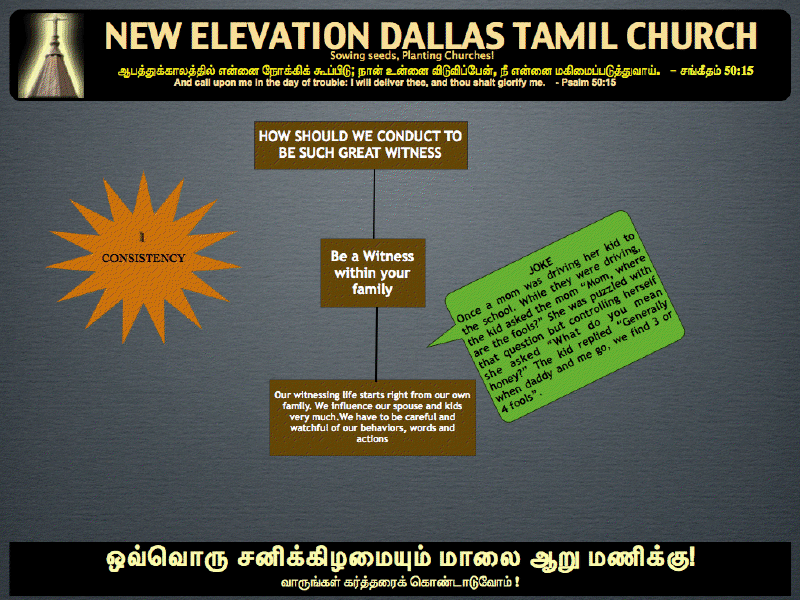 NEW ELEVATION DALLAS TAMIL CHURCH
Sowing seeds, Planting Churches!
ஆபத்துக்காலத்தில் என்னை நோக்கிக் கூப்பிடு; நான் உன்னை விடுவிப்பேன், நீ என்னை மகிமைப்படுத்துவாய். – சங்கீதம் 50:15
And call upon me in the day of trouble: I will deliver thee, and thou shalt glorify me. - Psalm 50:15
HOW SHOULD WE CONDUCT TO
BE SUCH GREAT WITNESS
1
CONSISTENCY
Be a Witness
within your
family
JOKE
Once a mom was driving her kid to
the school. While they were driving,
the kid asked the mom "Mom, where
are the fools?" She was puzzled with
that question but controlling herself
she asked "What do you mean
honey?" The kid replied "Generally
when daddy and me go, we find 3 or
4 fools".
Our witnessing life starts right from our own
family. We influence our spouse and kids
very much.We have to be careful and
watchful of our behaviors, words and
actions
ஒவ்வொரு சனிக்கிழமையும் மாலை ஆறு மணிக்கு!
வாருங்கள் கர்த்தரைக் கொண்டாடுவோம் !